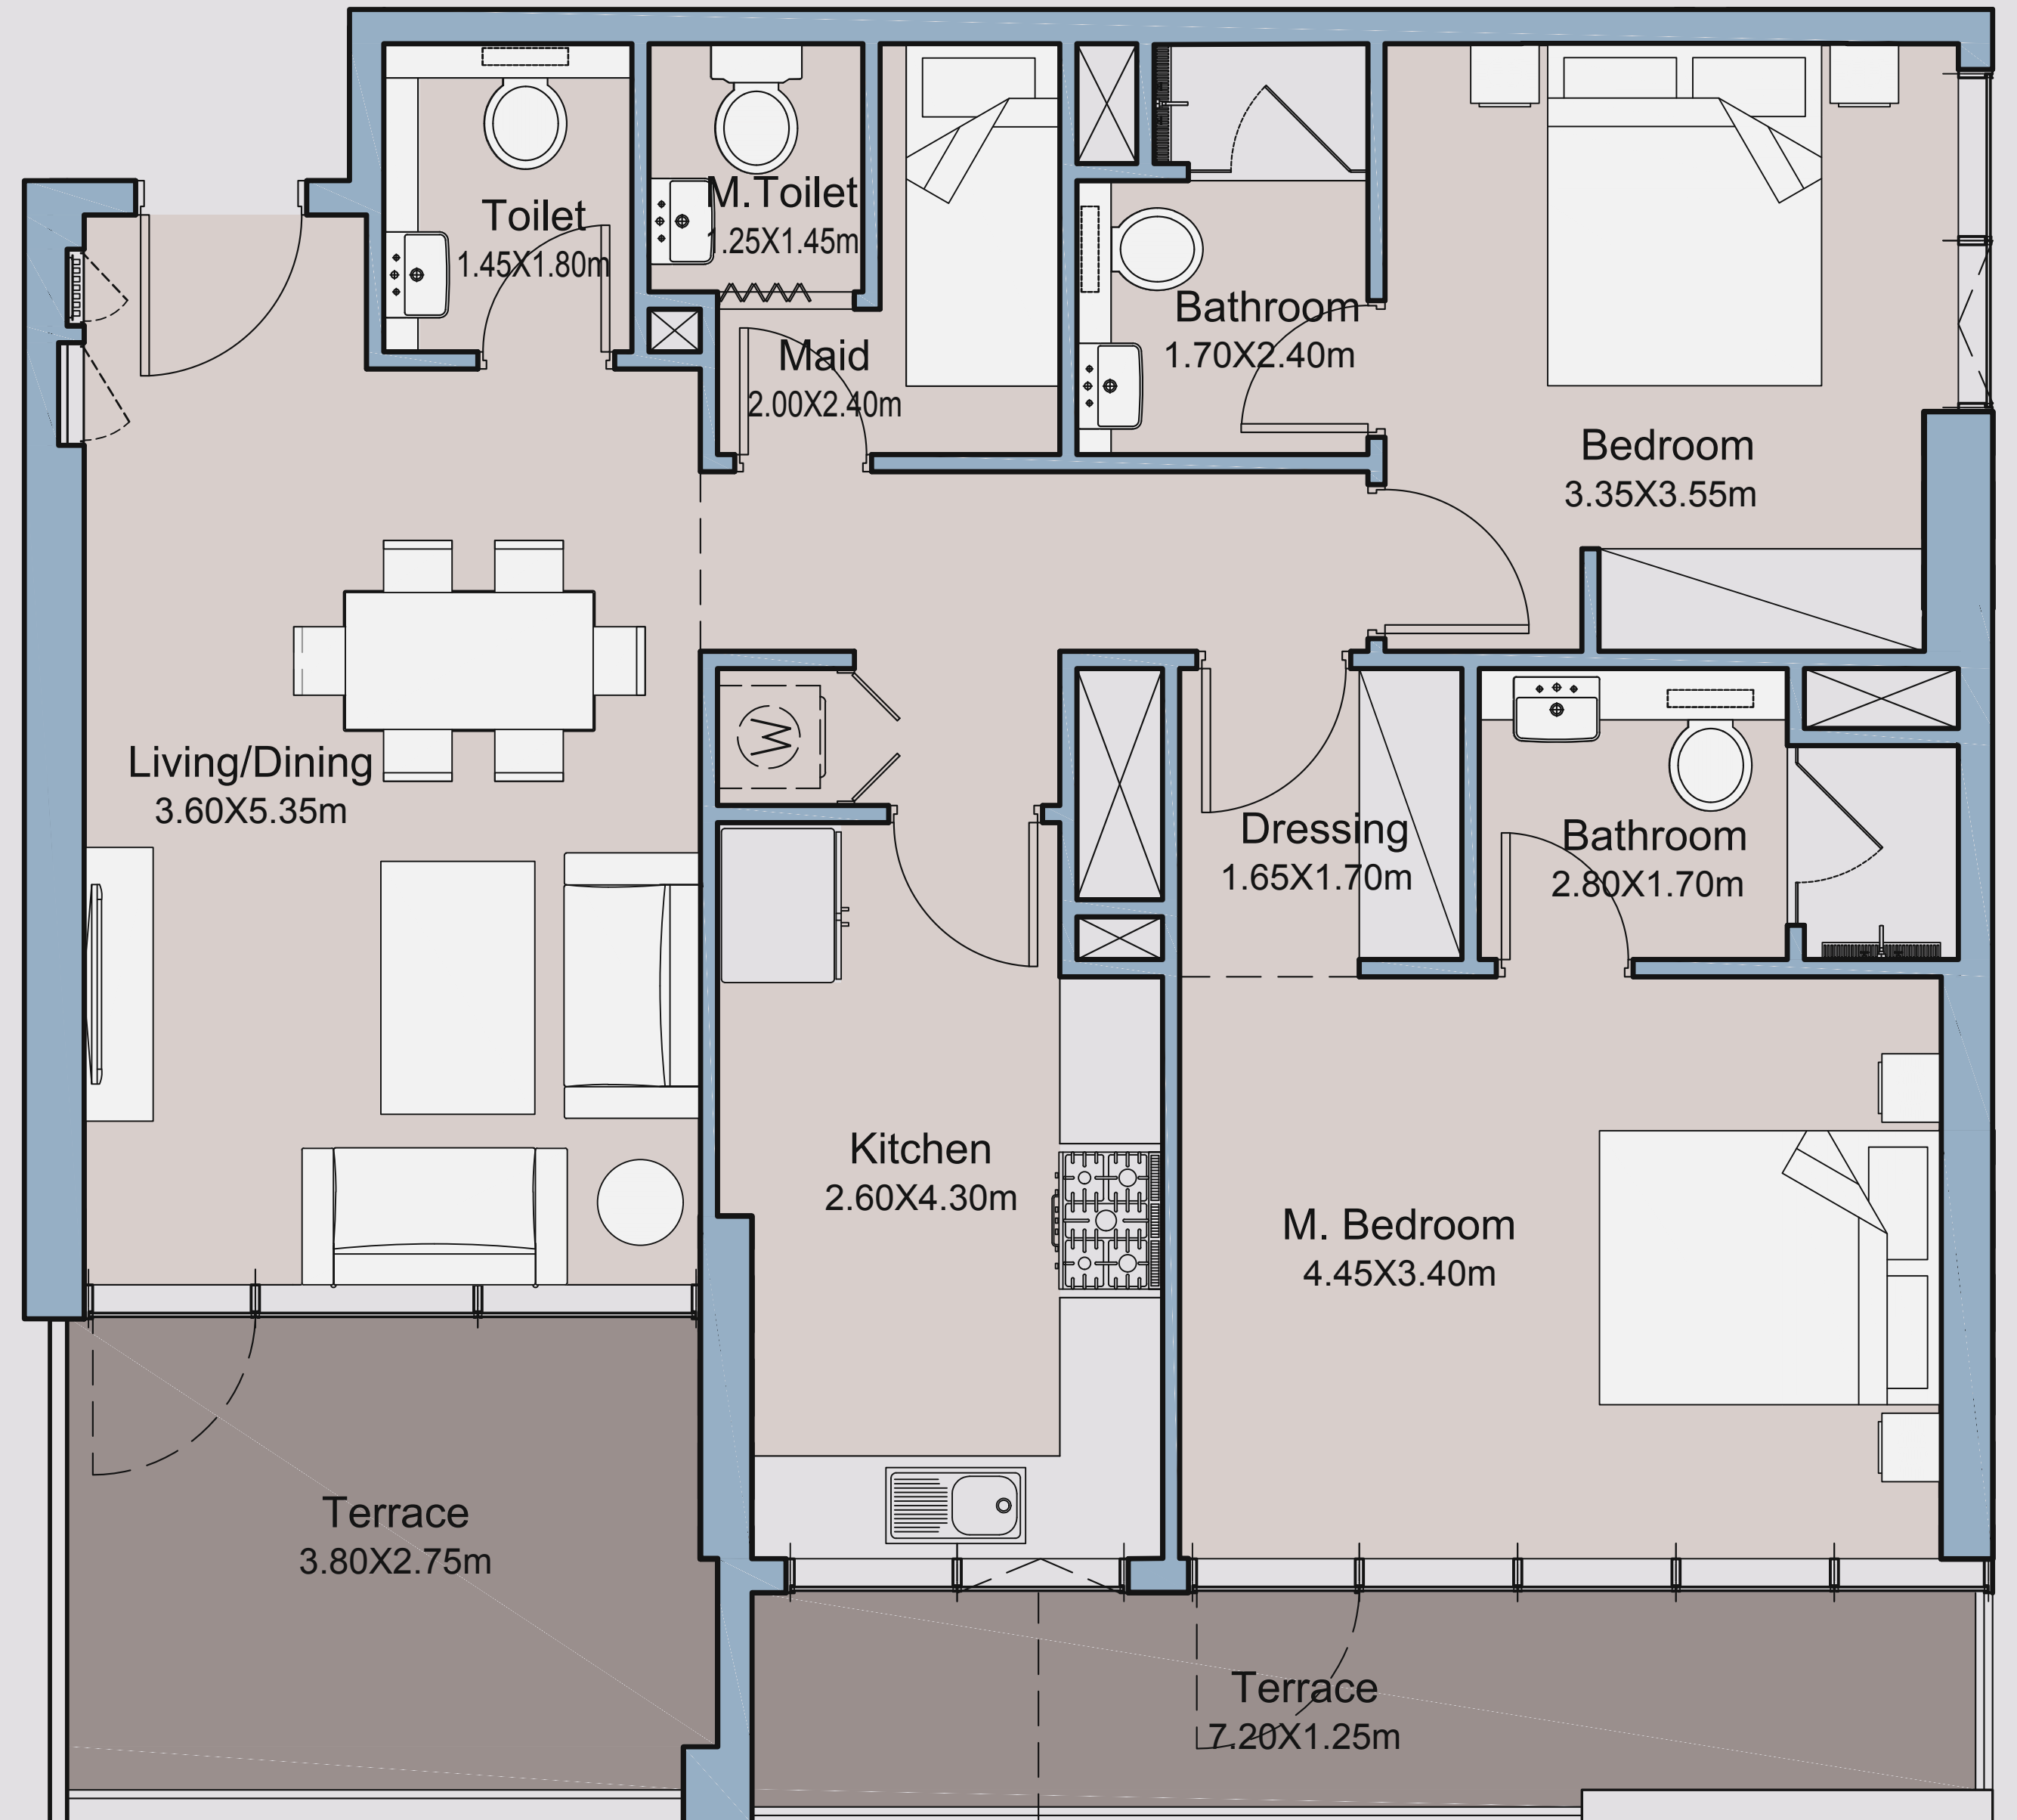 Toilet
1.45X1.80m
M.Toilet
1.25X1.45m
Maid
2.00X2.40m
Bathroom
1.70X2.40m
Bedroom
3.35X3.55m
Living/Dining
3.60X5.35m
W
Dressing
1.65X1.70m
Bathroom
2.80X1.70m
Kitchen
2.60X4.30m
M. Bedroom
4.45X3.40m
Terrace
3.80X2.75m
Terrace
7.20X1.25m